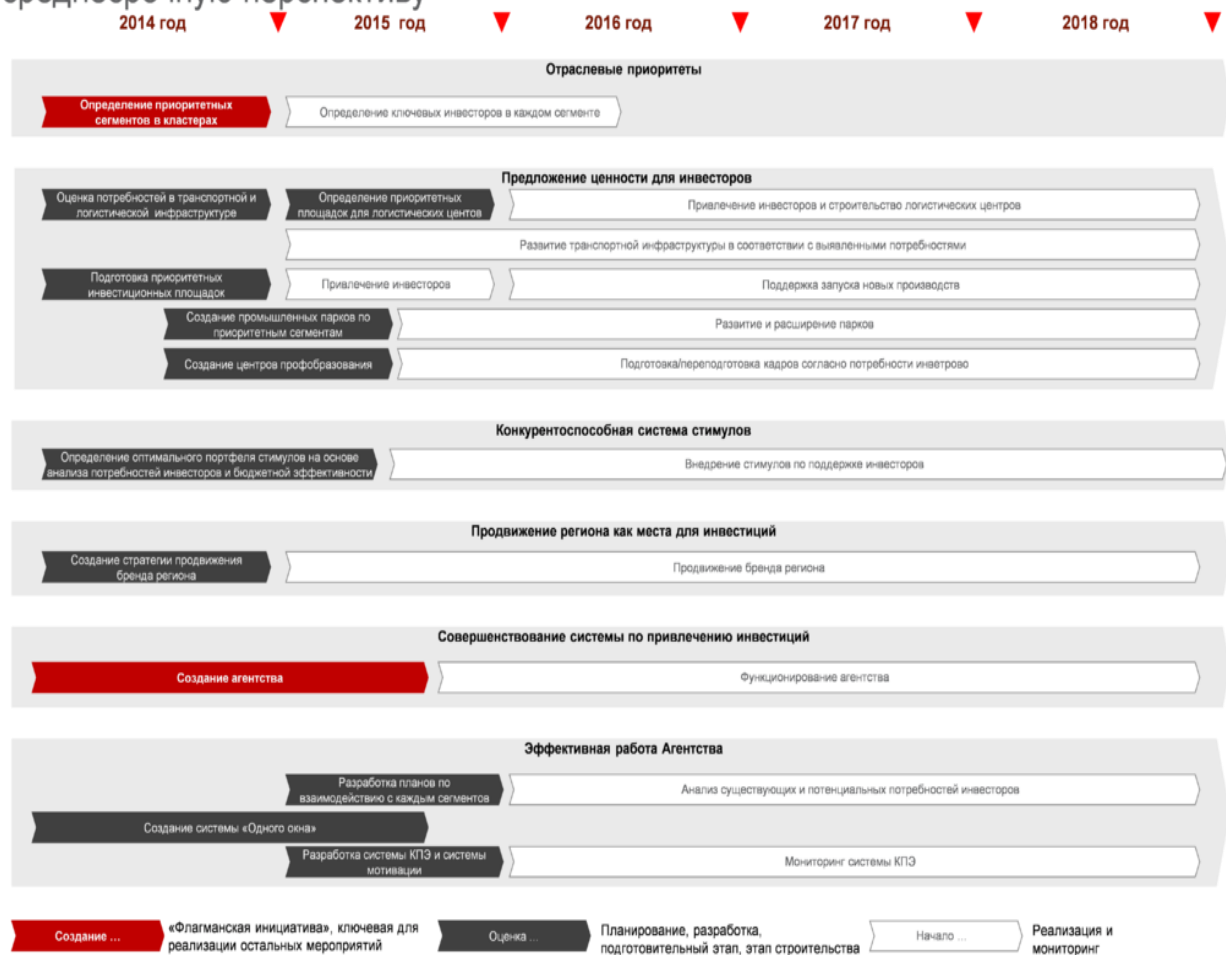 среднесрочную перспективу
2014 год 2015 год 2016 год 2017 год 2018 год
Отраслевые приоритеты
Определение приоритетных
сегментов в кластерах
Определение ключевых инвесторов в каждом сегменте
Предложение ценности для инвесторов
Оценка потребностей в транспортной и
логистической инфраструктуре
Определение приоритетных
площадок для логистических центов
Привлечение инвесторов и строительство логистических центров
Развитие транспортной инфраструктуры в соответствии с выявленными потребностями
Подготовка приоритетных
инвестиционных площадок
Привлечение инвесторов
Поддержка запуска новых производств
Создание промышленных парков по
приоритетным сегментам
Развитие и расширение парков
Создание центров профобразования
Подготовка/переподготовка кадров согласно потребности инветрово
Конкурентоспособная система стимулов
Определение оптимального портфеля стимулов на основе
анализа потребностей инвесторов и бюджетной эффективности
Внедрение стимулов по поддержке инвесторов
Продвижение региона как места для инвестиций
Создание стратегии продвижения
бренда региона
Продвижение бренда региона
Совершенствование системы по привлечению инвестиций
Создание агентства
Функционирование агентства
Эффективная работа Агентства
Разработка планов по
взаимодействию с каждым сегментов
Анализ существующих и потенциальных потребностей инвесторов
Создание системы «Одного окна»
Разработка системы КПЭ и системы
мотивации
Мониторинг системы КПЭ
Создание ...
«Флагманская инициатива», ключевая для
реализации остальных мероприятий
Оценка ...
Планирование, разработка,
подготовительный этап, этап строительства
Начало ...
Реализация и
мониторинг